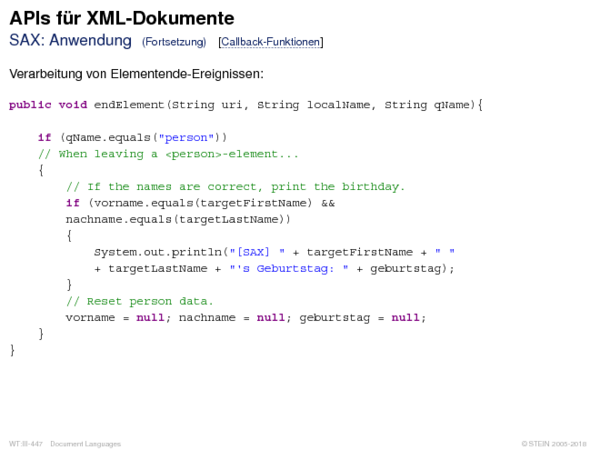 APIs für XML-Dokumente
SAX: Anwendung (Fortsetzung) [Callback-Funktionen]
Verarbeitung von Elementende-Ereignissen:
public void endElement(String uri, String localName, String qName){
if (qName.equals("person"))
// When leaving a <person>-element...
{
// If the names are correct, print the birthday.
if (vorname.equals(targetFirstName) &&
nachname.equals(targetLastName))
{
System.out.println("[SAX] " + targetFirstName + " "
+ targetLastName + "'s Geburtstag: " + geburtstag);
}
// Reset person data.
vorname = null; nachname = null; geburtstag = null;
}
}
WT:III-447 Document Languages © STEIN 2005-2018